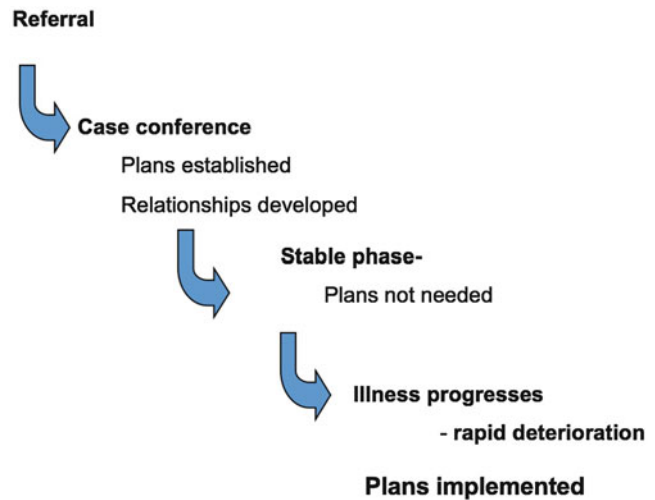 Referral
Case conference
Plans established
Relationships developed
Stable phase-
Plans not needed
Illness progresses
- rapid deterioration
Plans implemented